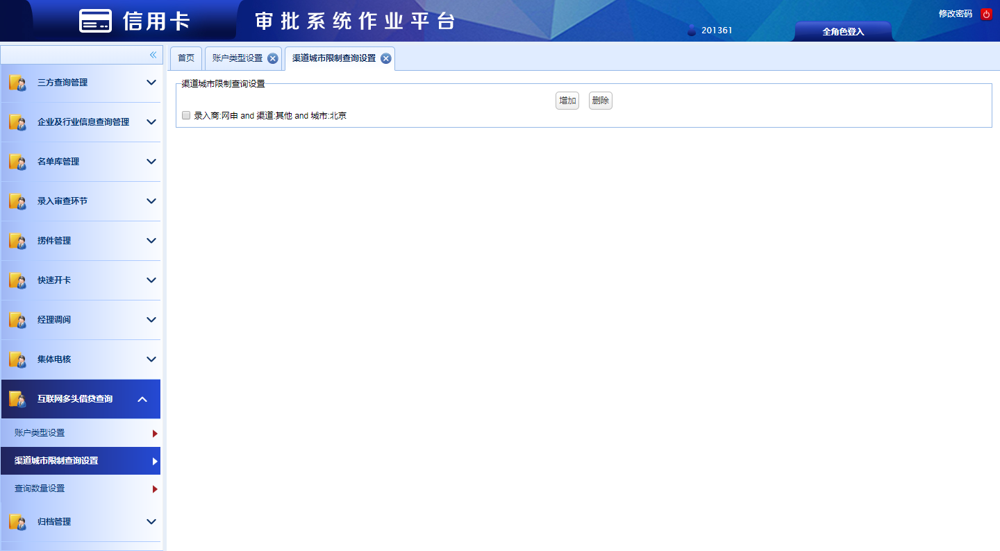 信用卡
审批系统作业平台
201361
全角色登入
修改密码
首页
账户类型设置
渠道城市限制查询设置
三方查询管理
企业及行业信息查询管理
名单库管理
录入审查环节
捞件管理
快速开卡
经理调阅
集体电核
互联网多头借贷查询
账户类型设置
渠道城市限制查询设置
查询数量设置
归档管理
渠道城市限制查询设置
增加 删除
录入商:网申 and 渠道:其他 and 城市:北京